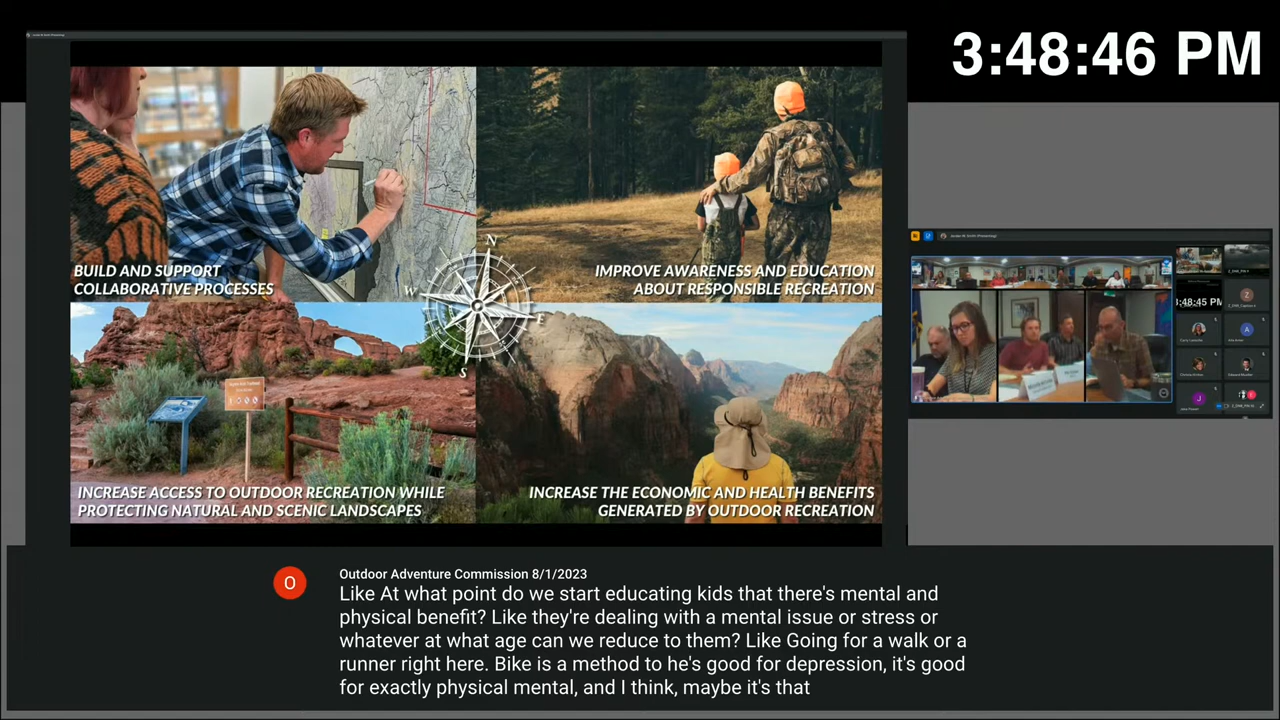 3:48:46 PM
BUILD AND SUPPORT
COLLABORATIVE PROCESSES
IMPROVE AWARENESS AND EDUCATION
ABOUT RESPONSIBLE RECREATION
N
W
E
S
INCREASE ACCESS TO OUTDOOR RECREATION WHILE
PROTECTING NATURAL AND SCENIC LANDSCAPES
INCREASE THE ECONOMIC AND HEALTH BENEFITS
GENERATED BY OUTDOOR RECREATION
3:48:45 PM
O
Outdoor Adventure Commission 8/1/2023
Like At what point do we start educating kids that there's mental and
physical benefit? Like they're dealing with a mental issue or stress or
whatever at what age can we reduce to them? Like Going for a walk or a
runner right here. Bike is a method to he's good for depression, it's good
for exactly physical mental, and I think, maybe it's that